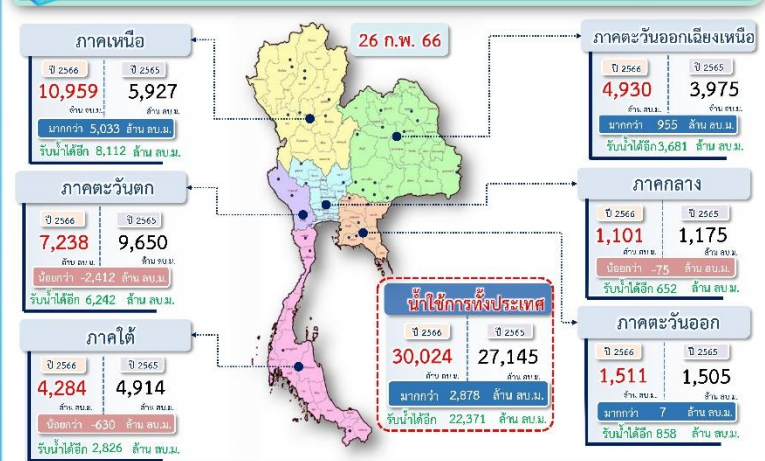 26 ก.พ. 66
ภาคเหนือ
ปี 2566 ปี 2565
10,959 5,927
ล้าน ลบ.ม. ล้าน ลบ.ม.
มากกว่า 5,033 ล้าน ลบ.ม.
รับน้ำได้อีก 8,112 ล้าน ลบ.ม.
ภาคตะวันตก
ปี 2566 ปี 2565
7,238 9,650
ล้าน ลบ.ม. ล้าน ลบ.ม.
น้อยกว่า -2,412 ล้าน ลบ.ม.
รับน้ำได้อีก 6,242 ล้าน ลบ.ม.
ภาคใต้
ปี 2566 ปี 2565
4,284 4,914
ล้าน ลบ.ม. ล้าน ลบ.ม.
น้อยกว่า -630 ล้าน ลบ.ม.
รับน้ำได้อีก 2,826 ล้าน ลบ.ม.
ภาคตะวันออกเฉียงเหนือ
ปี 2566 ปี 2565
4,930 3,975
ล้าน ลบ.ม. ล้าน ลบ.ม.
มากกว่า 955 ล้าน ลบ.ม.
รับน้ำได้อีก 3,681 ล้าน ลบ.ม.
ภาคกลาง
ปี 2566 ปี 2565
1,101 1,175
ล้าน ลบ.ม. ล้าน ลบ.ม.
น้อยกว่า -75 ล้าน ลบ.ม.
รับน้ำได้อีก 652 ล้าน ลบ.ม.
ภาคตะวันออก
ปี 2566 ปี 2565
1,511 1,505
ล้าน ลบ.ม. ล้าน ลบ.ม.
มากกว่า 7 ล้าน ลบ.ม.
รับน้ำได้อีก 858 ล้าน ลบ.ม.
น้ำใช้การทั้งประเทศ
ปี 2566 ปี 2565
30,024 27,145
ล้าน ลบ.ม. ล้าน ลบ.ม.
มากกว่า 2,878 ล้าน ลบ.ม.
รับน้ำได้อีก 22,371 ล้าน ลบ.ม.